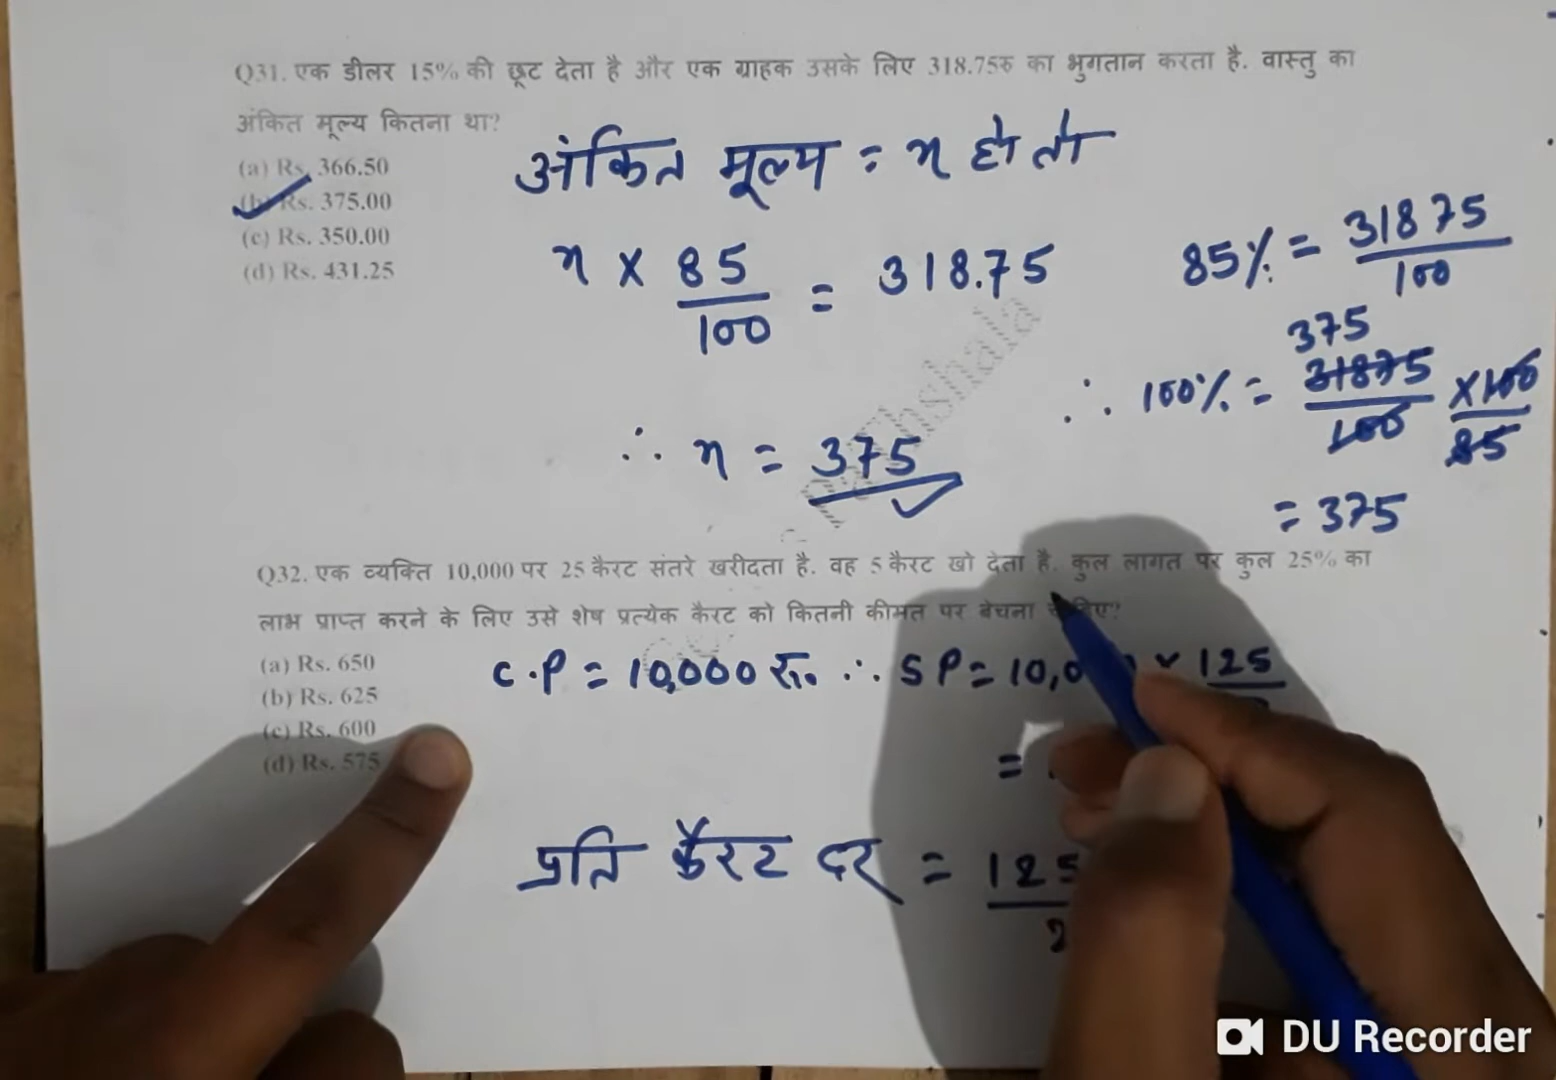 Q31. एक डीलर 15% की छूट देता है और एक ग्राहक उसके लिए 318.75रु का भुगतान करता है. वास्तु का
अंकित मूल्य कितना था?
(a) Rs. 366.50
(b) Rs. 375.00
(c) Rs. 350.00
(d) Rs. 431.25
अंकित मूल्य = x हो तो
x × 85/100 = 318.75
∴ x = 375
85% = 31875/100
375
∴ 100% = 31875/100 × 100/85
= 375
Q32. एक व्यक्ति 10,000 पर 25 कैरट संतरे खरीदता है. वह 5 कैरट खो देता है. कुल लागत पर कुल 25% का
लाभ प्राप्त करने के लिए उसे शेष प्रत्येक कैरट को कितनी कीमत पर बेचना
(a) Rs. 650
(b) Rs. 625
(c) Rs. 600
(d) Rs. 575
C.P = 10,000 रु. ∴ SP = 10,0 × 125
=
प्रति कैरट दर = 125
2
DU Recorder